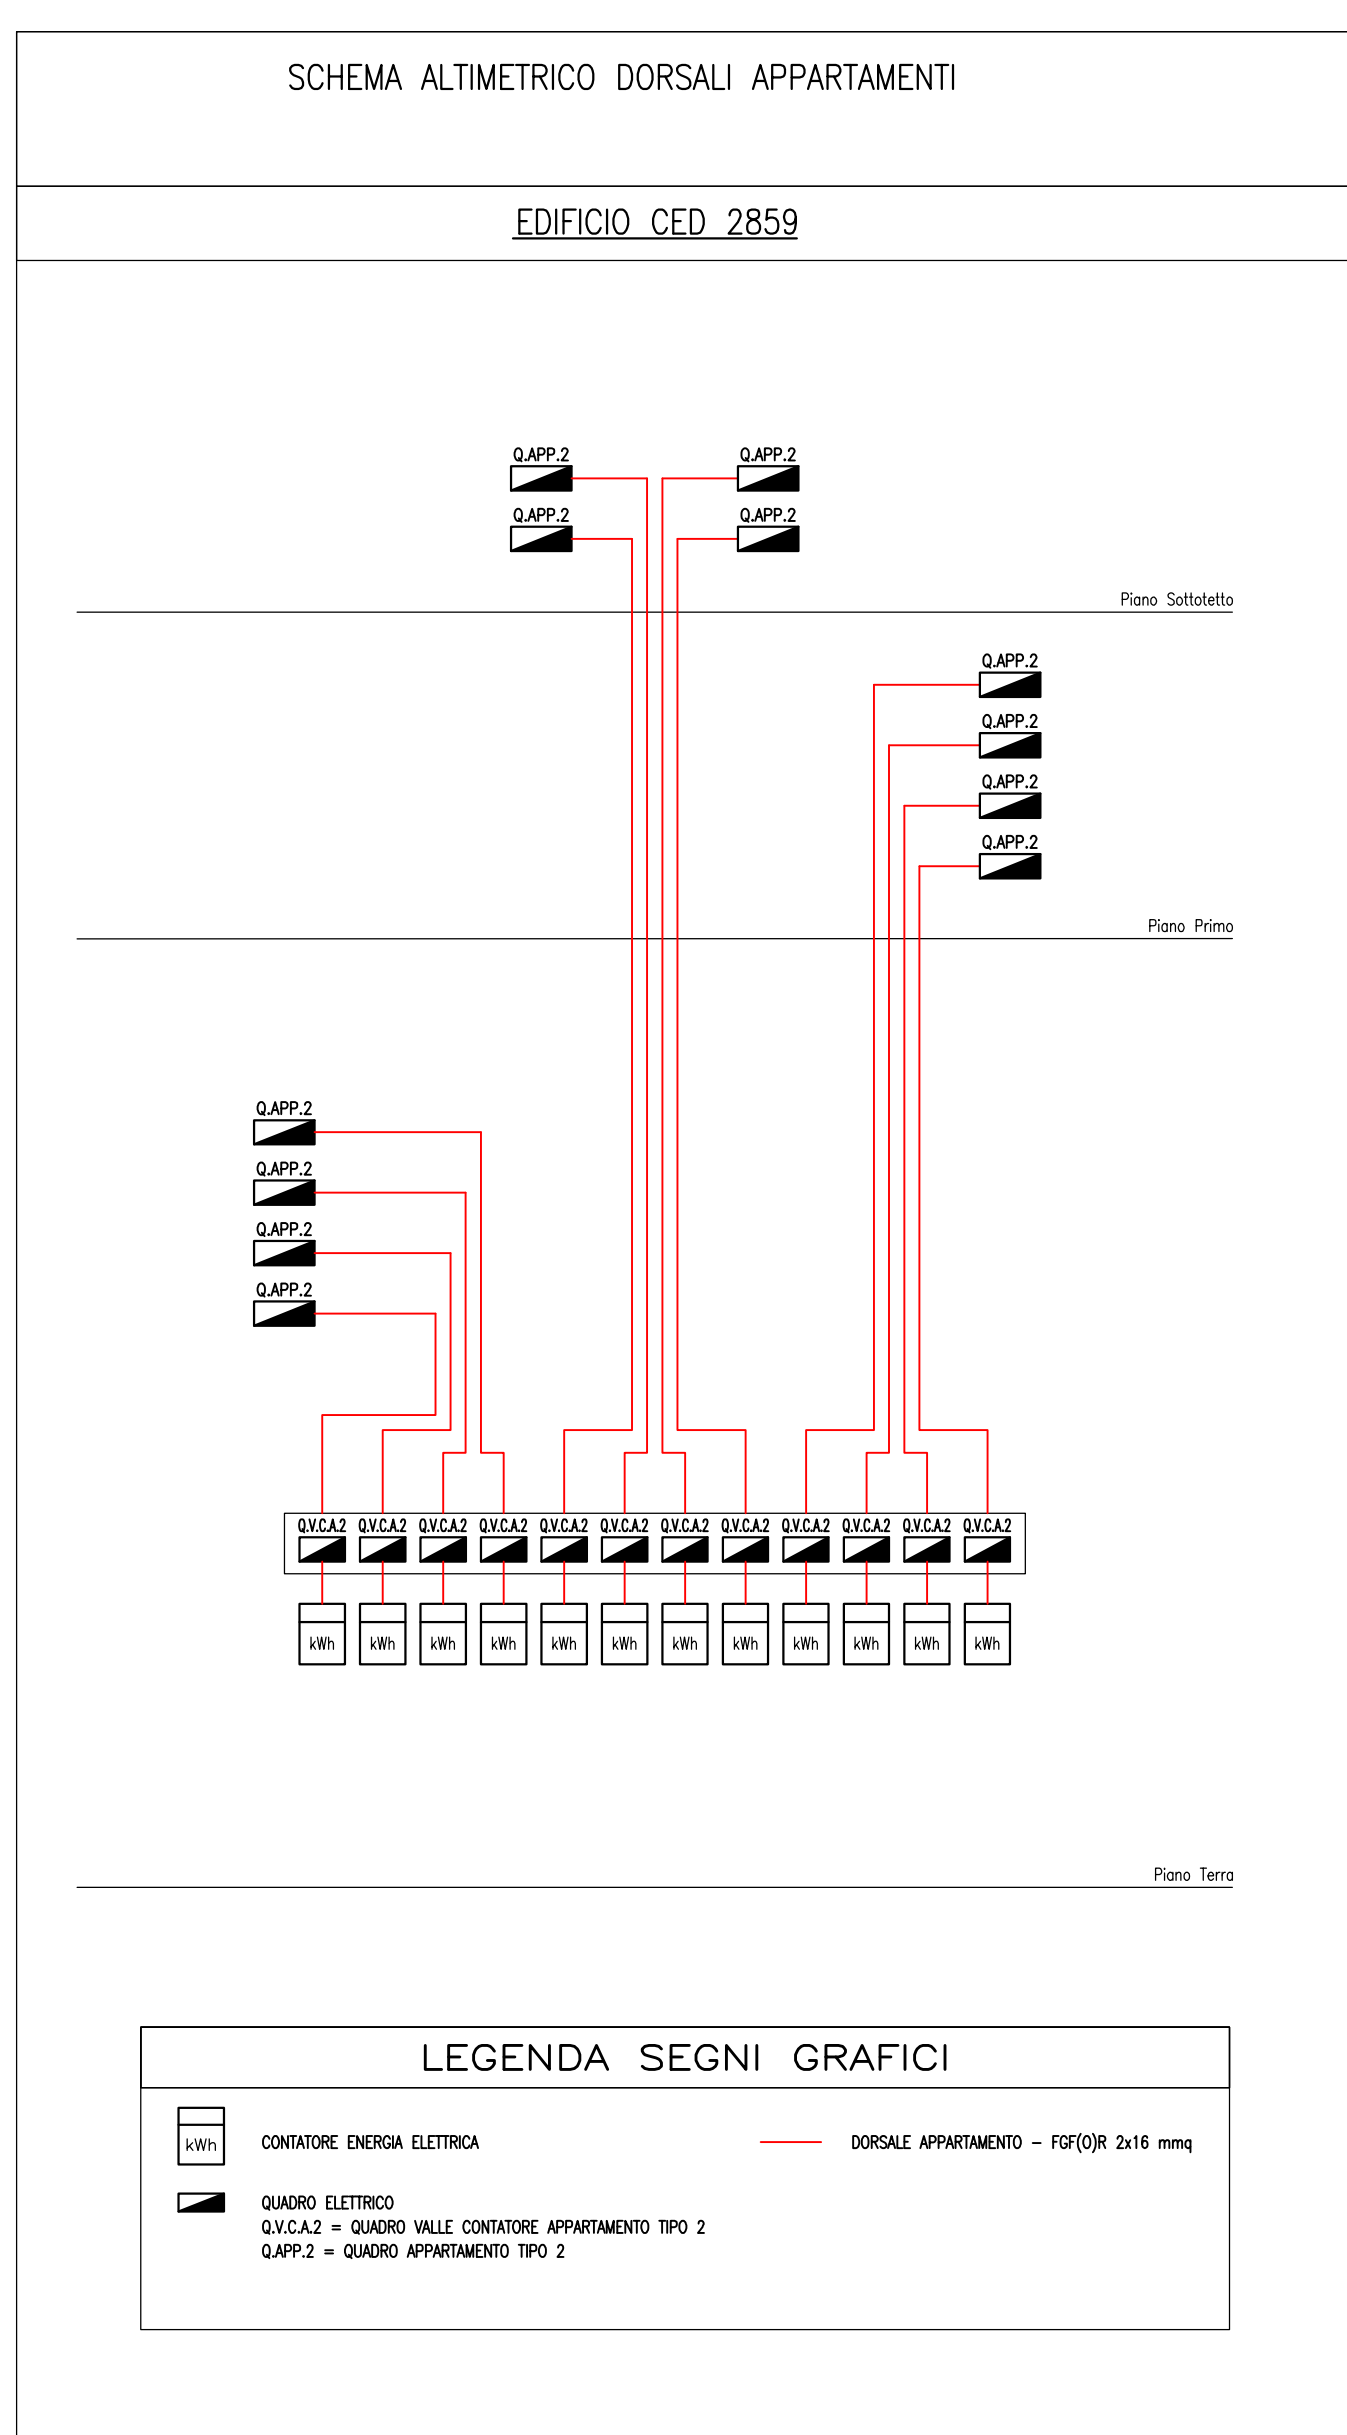 SCHEMA ALTIMETRICO DORSALI APPARTAMENTI
EDIFICIO CED 2859
Q.APP.2 Q.APP.2
Q.APP.2 Q.APP.2
Piano Sottotetto
Q.APP.2
Q.APP.2
Q.APP.2
Q.APP.2
Piano Primo
Q.APP.2
Q.APP.2
Q.APP.2
Q.APP.2
Q.V.C.A.2 Q.V.C.A.2 Q.V.C.A.2 Q.V.C.A.2 Q.V.C.A.2 Q.V.C.A.2 Q.V.C.A.2 Q.V.C.A.2 Q.V.C.A.2 Q.V.C.A.2 Q.V.C.A.2 Q.V.C.A.2
kWh kWh kWh kWh kWh kWh kWh kWh kWh kWh kWh kWh
Piano Terra
LEGENDA SEGNI GRAFICI
kWh CONTATORE ENERGIA ELETTRICA
DORSALE APPARTAMENTO – FGF(O)R 2x16 mmq
QUADRO ELETTRICO
Q.V.C.A.2 = QUADRO VALLE CONTATORE APPARTAMENTO TIPO 2
Q.APP.2 = QUADRO APPARTAMENTO TIPO 2